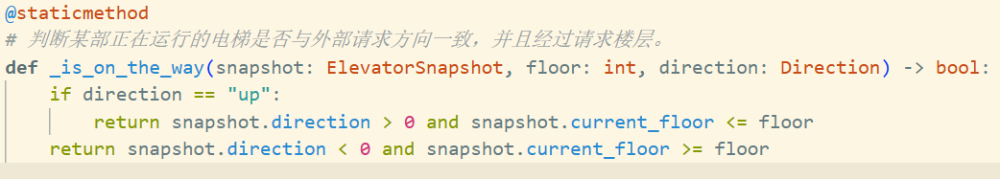 @staticmethod
# 判断某部正在运行的电梯是否与外部请求方向一致，并且经过请求楼层。
def _is_on_the_way(snapshot: ElevatorSnapshot, floor: int, direction: Direction) -> bool:
    if direction == "up":
        return snapshot.direction > 0 and snapshot.current_floor <= floor
    return snapshot.direction < 0 and snapshot.current_floor >= floor